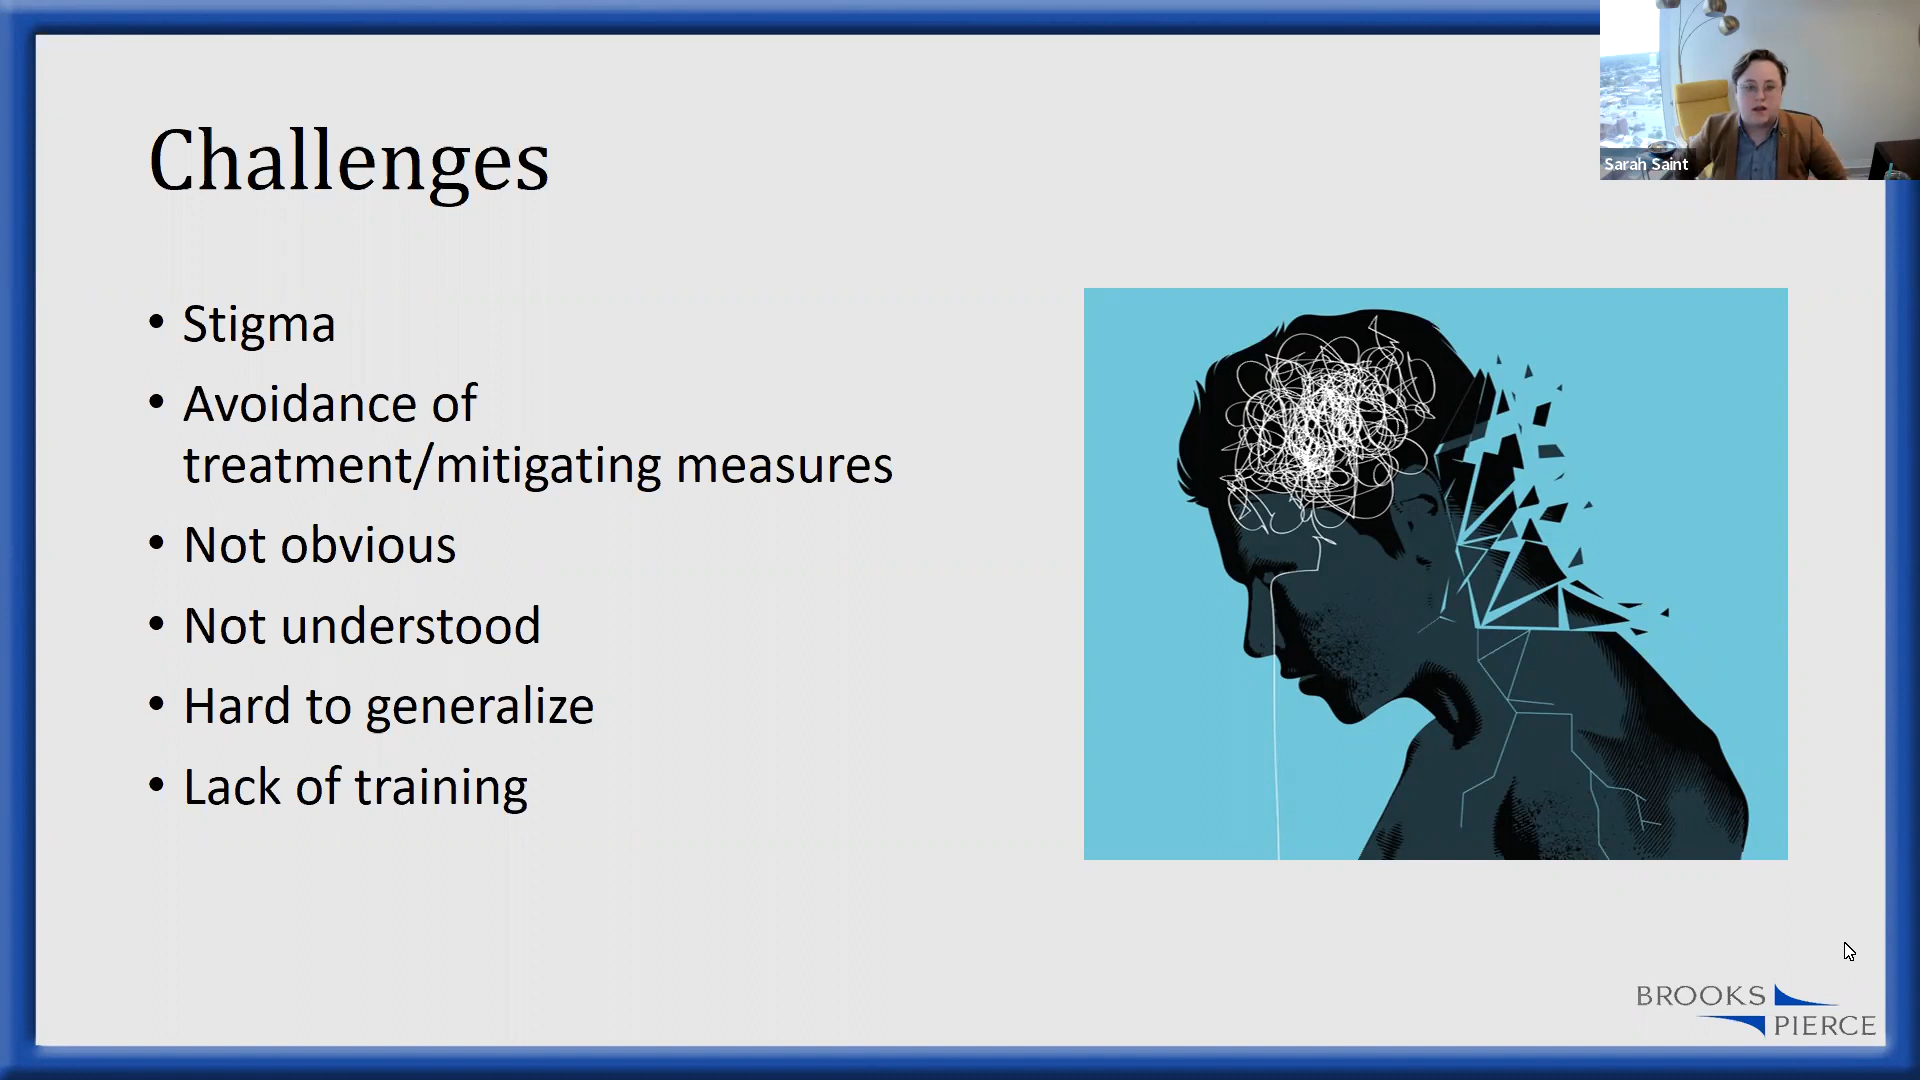 Challenges
• Stigma
• Avoidance of
treatment/mitigating measures
• Not obvious
• Not understood
• Hard to generalize
• Lack of training
Sarah Saint
BROOKS
PIERCE